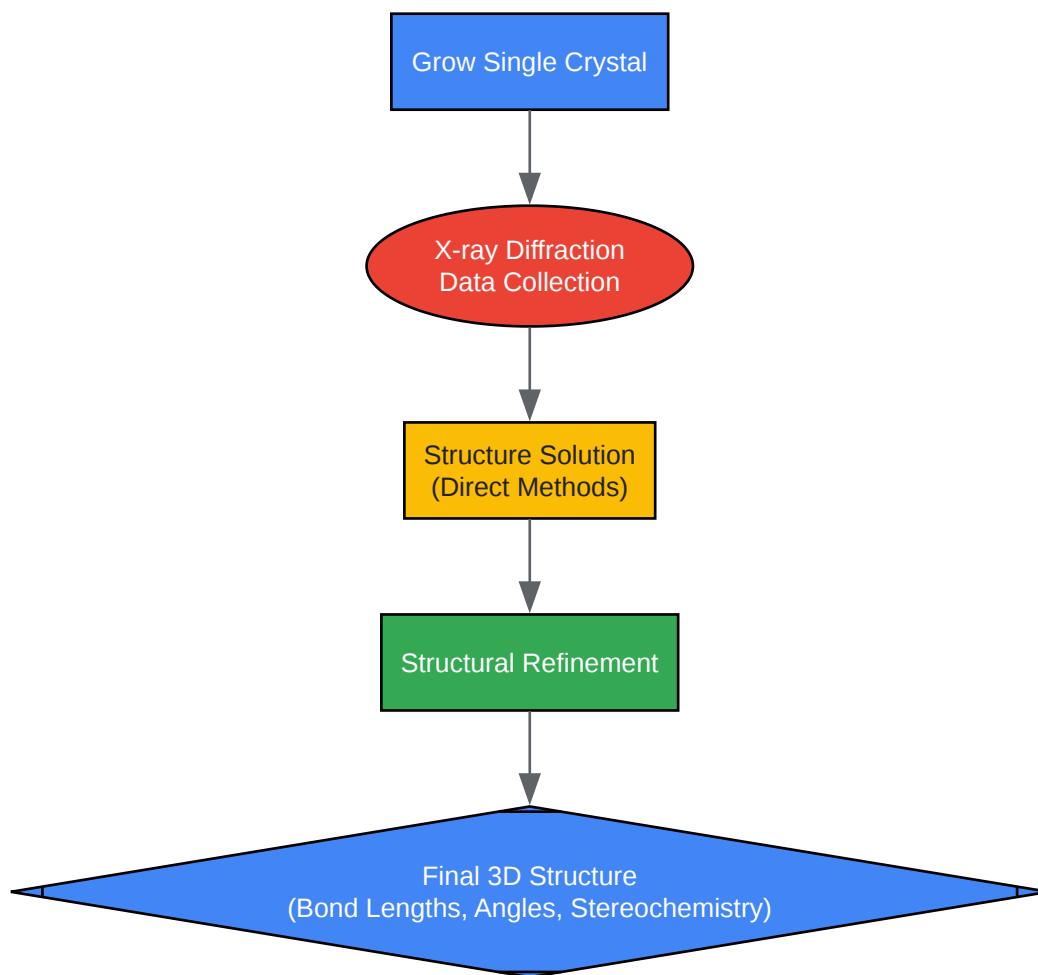 Grow Single Crystal
X-ray Diffraction
Data Collection
Structure Solution
(Direct Methods)
Structural Refinement
Final 3D Structure
(Bond Lengths, Angles, Stereochemistry)